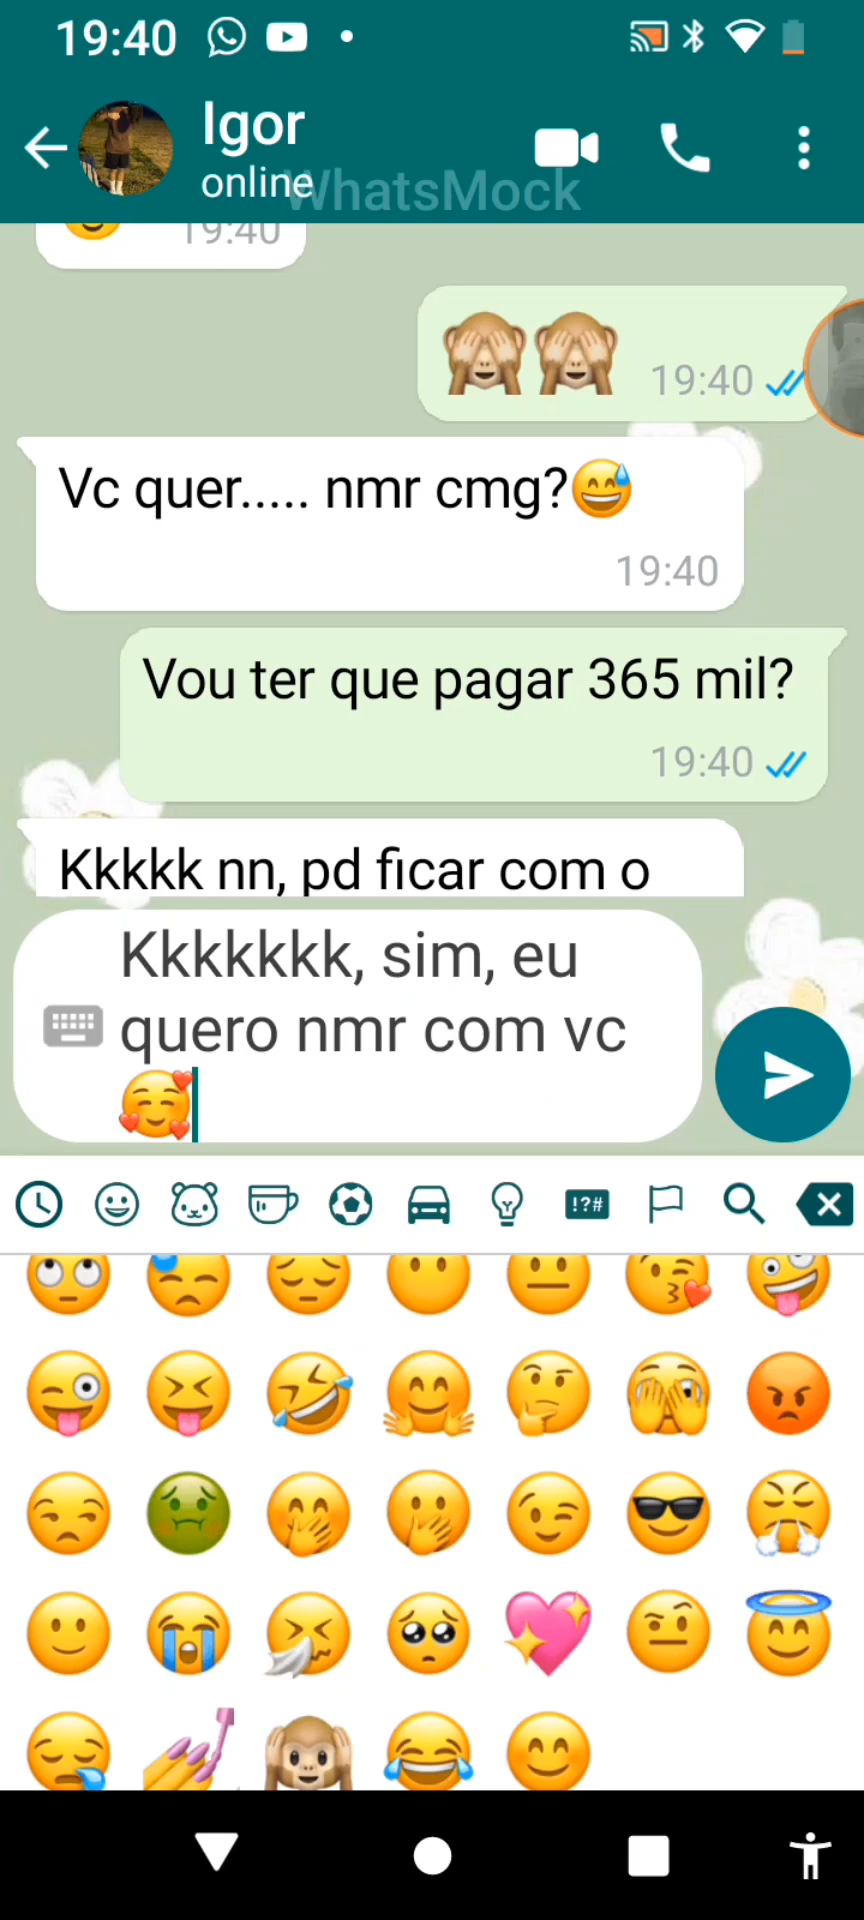 19:40
Igor
online
WhatsMock
19:40
19:40
Vc quer..... nmr cmg?😅
19:40
Vou ter que pagar 365 mil?
19:40
Kkkkk nn, pd ficar com o
Kkkkkkk, sim, eu
quero nmr com vc
🥰
!?#